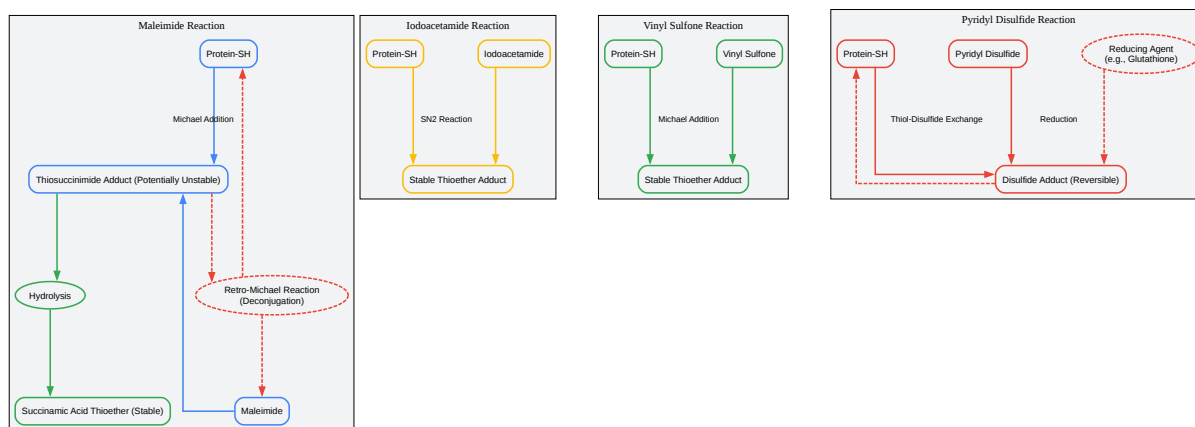 Maleimide Reaction
Protein-SH
Michael Addition
Thiosuccinimide Adduct (Potentially Unstable)
Hydrolysis
Retro-Michael Reaction
(Deconjugation)
Succinamic Acid Thioether (Stable)
Maleimide
Iodoacetamide Reaction
Protein-SH
Iodoacetamide
SN2 Reaction
Stable Thioether Adduct
Vinyl Sulfone Reaction
Protein-SH
Vinyl Sulfone
Michael Addition
Stable Thioether Adduct
Pyridyl Disulfide Reaction
Protein-SH
Pyridyl Disulfide
Reducing Agent
(e.g., Glutathione)
Thiol-Disulfide Exchange
Reduction
Disulfide Adduct (Reversible)